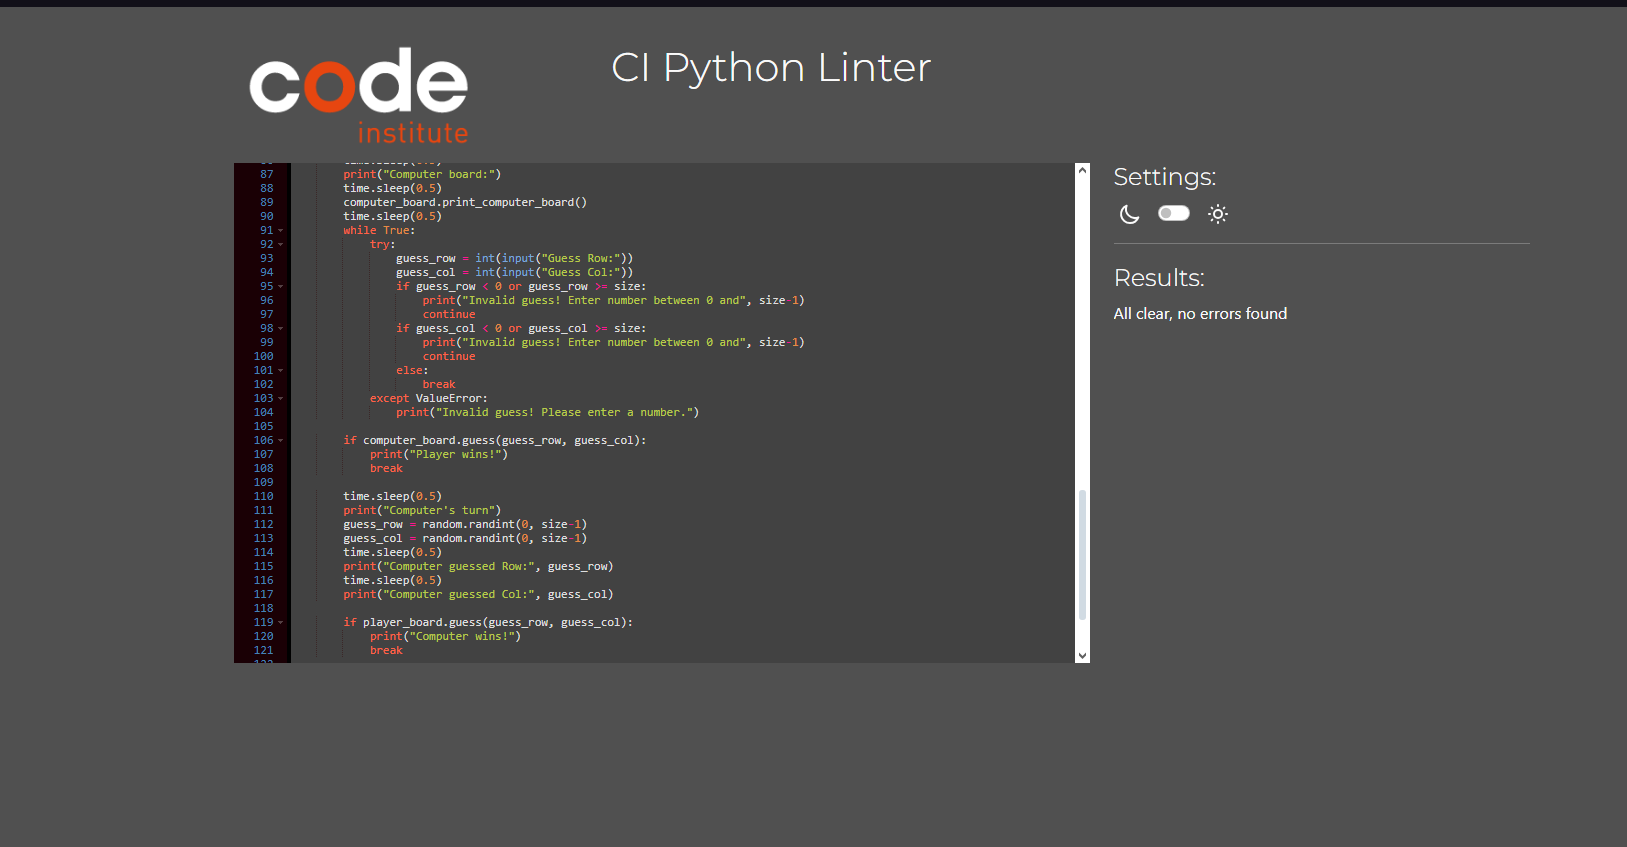 code
institute
CI Python Linter
87 print("Computer board:")
88 time.sleep(0.5)
89 computer_board.print_computer_board()
90 time.sleep(0.5)
91 while True:
92 try:
93 guess_row = int(input("Guess Row:"))
94 guess_col = int(input("Guess Col:"))
95 if guess_row < 0 or guess_row >= size:
96 print("Invalid guess! Enter number between 0 and", size-1)
97 continue
98 if guess_col < 0 or guess_col >= size:
99 print("Invalid guess! Enter number between 0 and", size-1)
100 continue
101 else:
102 break
103 except ValueError:
104 print("Invalid guess! Please enter a number.")
105
106 if computer_board.guess(guess_row, guess_col):
107 print("Player wins!")
108 break
109
110 time.sleep(0.5)
111 print("Computer's turn")
112 guess_row = random.randint(0, size-1)
113 guess_col = random.randint(0, size-1)
114 time.sleep(0.5)
115 print("Computer guessed Row:", guess_row)
116 time.sleep(0.5)
117 print("Computer guessed Col:", guess_col)
118
119 if player_board.guess(guess_row, guess_col):
120 print("Computer wins!")
121 break
Settings:
Results:
All clear, no errors found